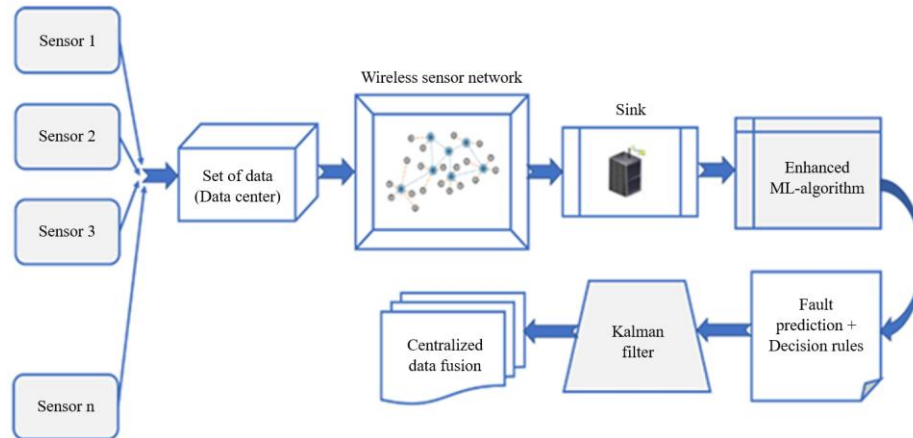 Sensor 1
Sensor 2
Sensor 3
Sensor n
Set of data
(Data center)
Wireless sensor network
Sink
Enhanced
ML-algorithm
Fault
prediction +
Decision rules
Kalman
filter
Centralized
data fusion